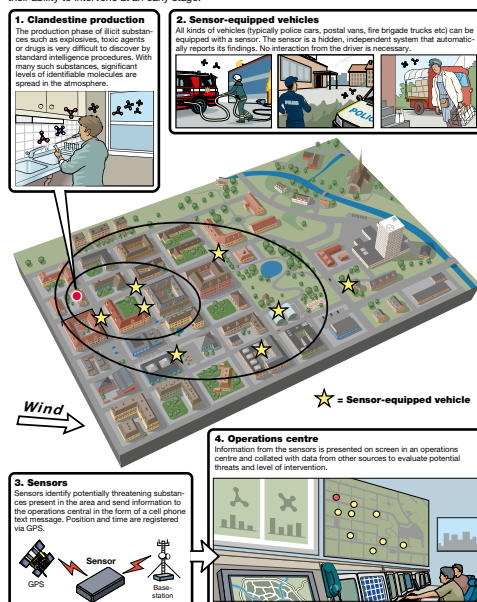 their ability to intervene at an early stage.
1. Clandestine production
The production phase of illicit substan-
ces such as explosives, toxic agents
or drugs is very difficult to discover by
standard intelligence procedures. With
many such substances, significant
levels of identifiable molecules are
spread in the atmosphere.
2. Sensor-equipped vehicles
All kinds of vehicles (typically police cars, postal vans, fire brigade trucks etc) can be
equipped with a sensor. The sensor is a hidden, independent system that automatic-
ally reports its findings. No interaction from the driver is necessary.
POLIC
= Sensor-equipped vehicle
Wind
3. Sensors
Sensors identify potentially threatening substan-
ces present in the area and send information to
the operations central in the form of a cell phone
text message. Position and time are registered
via GPS.
GPS
Sensor
Base-
station
4. Operations centre
Information from the sensors is presented on screen in an operations
centre and collated with data from other sources to evaluate potential
threats and level of intervention.